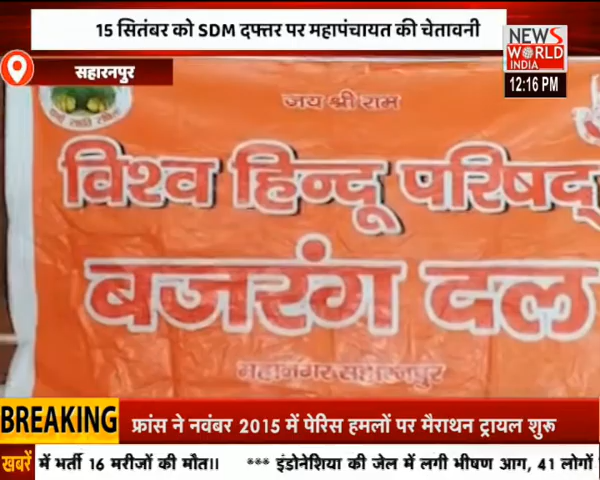 15 सितंबर को SDM दफ्तर पर महापंचायत की चेतावनी
NEWS
WORLD
INDIA
12:16 PM
सहारनपुर
जय श्री राम
विश्व हिन्दू परिषद्
बजरंग दल
महानगर सहारनपुर
BREAKING
फ्रांस ने नवंबर 2015 में पेरिस हमलों पर मैराथन ट्रायल शुरू
खबरें में भर्ती 16 मरीजों की मौत!! *** इंडोनेशिया की जेल में लगी भीषण आग, 41 लोगों